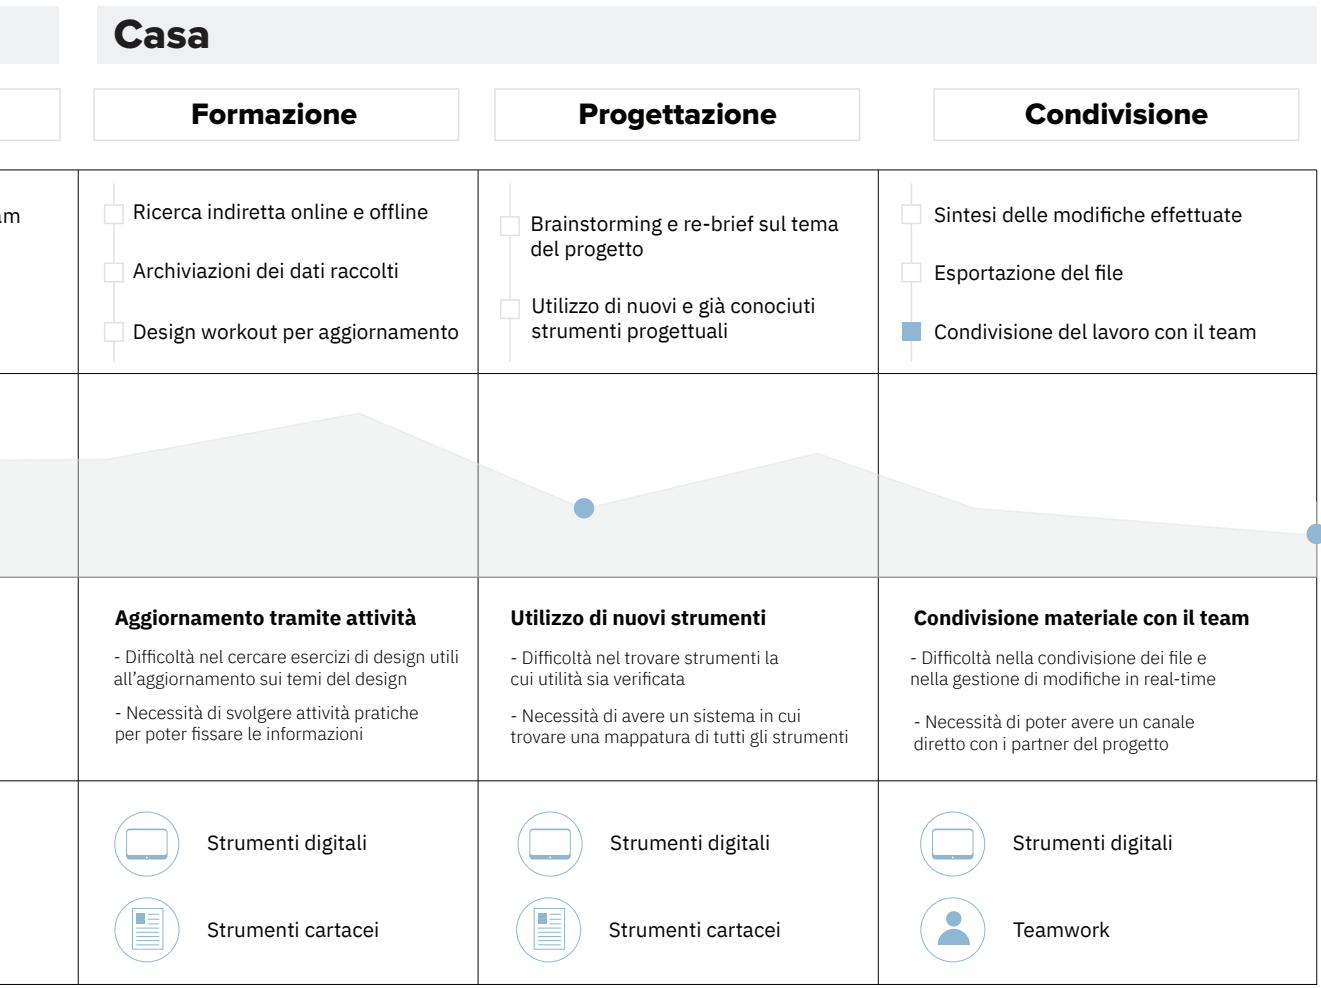 Casa
Formazione
Progettazione
Condivisione
Ricerca indiretta online e offline
Archiviazioni dei dati raccolti
Design workout per aggiornamento
Brainstorming e re-brief sul tema
del progetto
Utilizzo di nuovi e già conociuti
strumenti progettuali
Sintesi delle modifiche effettuate
Esportazione del file
Condivisione del lavoro con il team
Aggiornamento tramite attività
- Difficoltà nel cercare esercizi di design utili
all'aggiornamento sui temi del design
- Necessità di svolgere attività pratiche
per poter fissare le informazioni
Utilizzo di nuovi strumenti
- Difficoltà nel trovare strumenti la
cui utilità sia verificata
- Necessità di avere un sistema in cui
trovare una mappatura di tutti gli strumenti
Condivisione materiale con il team
- Difficoltà nella condivisione dei file e
nella gestione di modifiche in real-time
- Necessità di poter avere un canale
diretto con i partner del progetto
Strumenti digitali
Strumenti cartacei
Strumenti digitali
Strumenti cartacei
Strumenti digitali
Teamwork